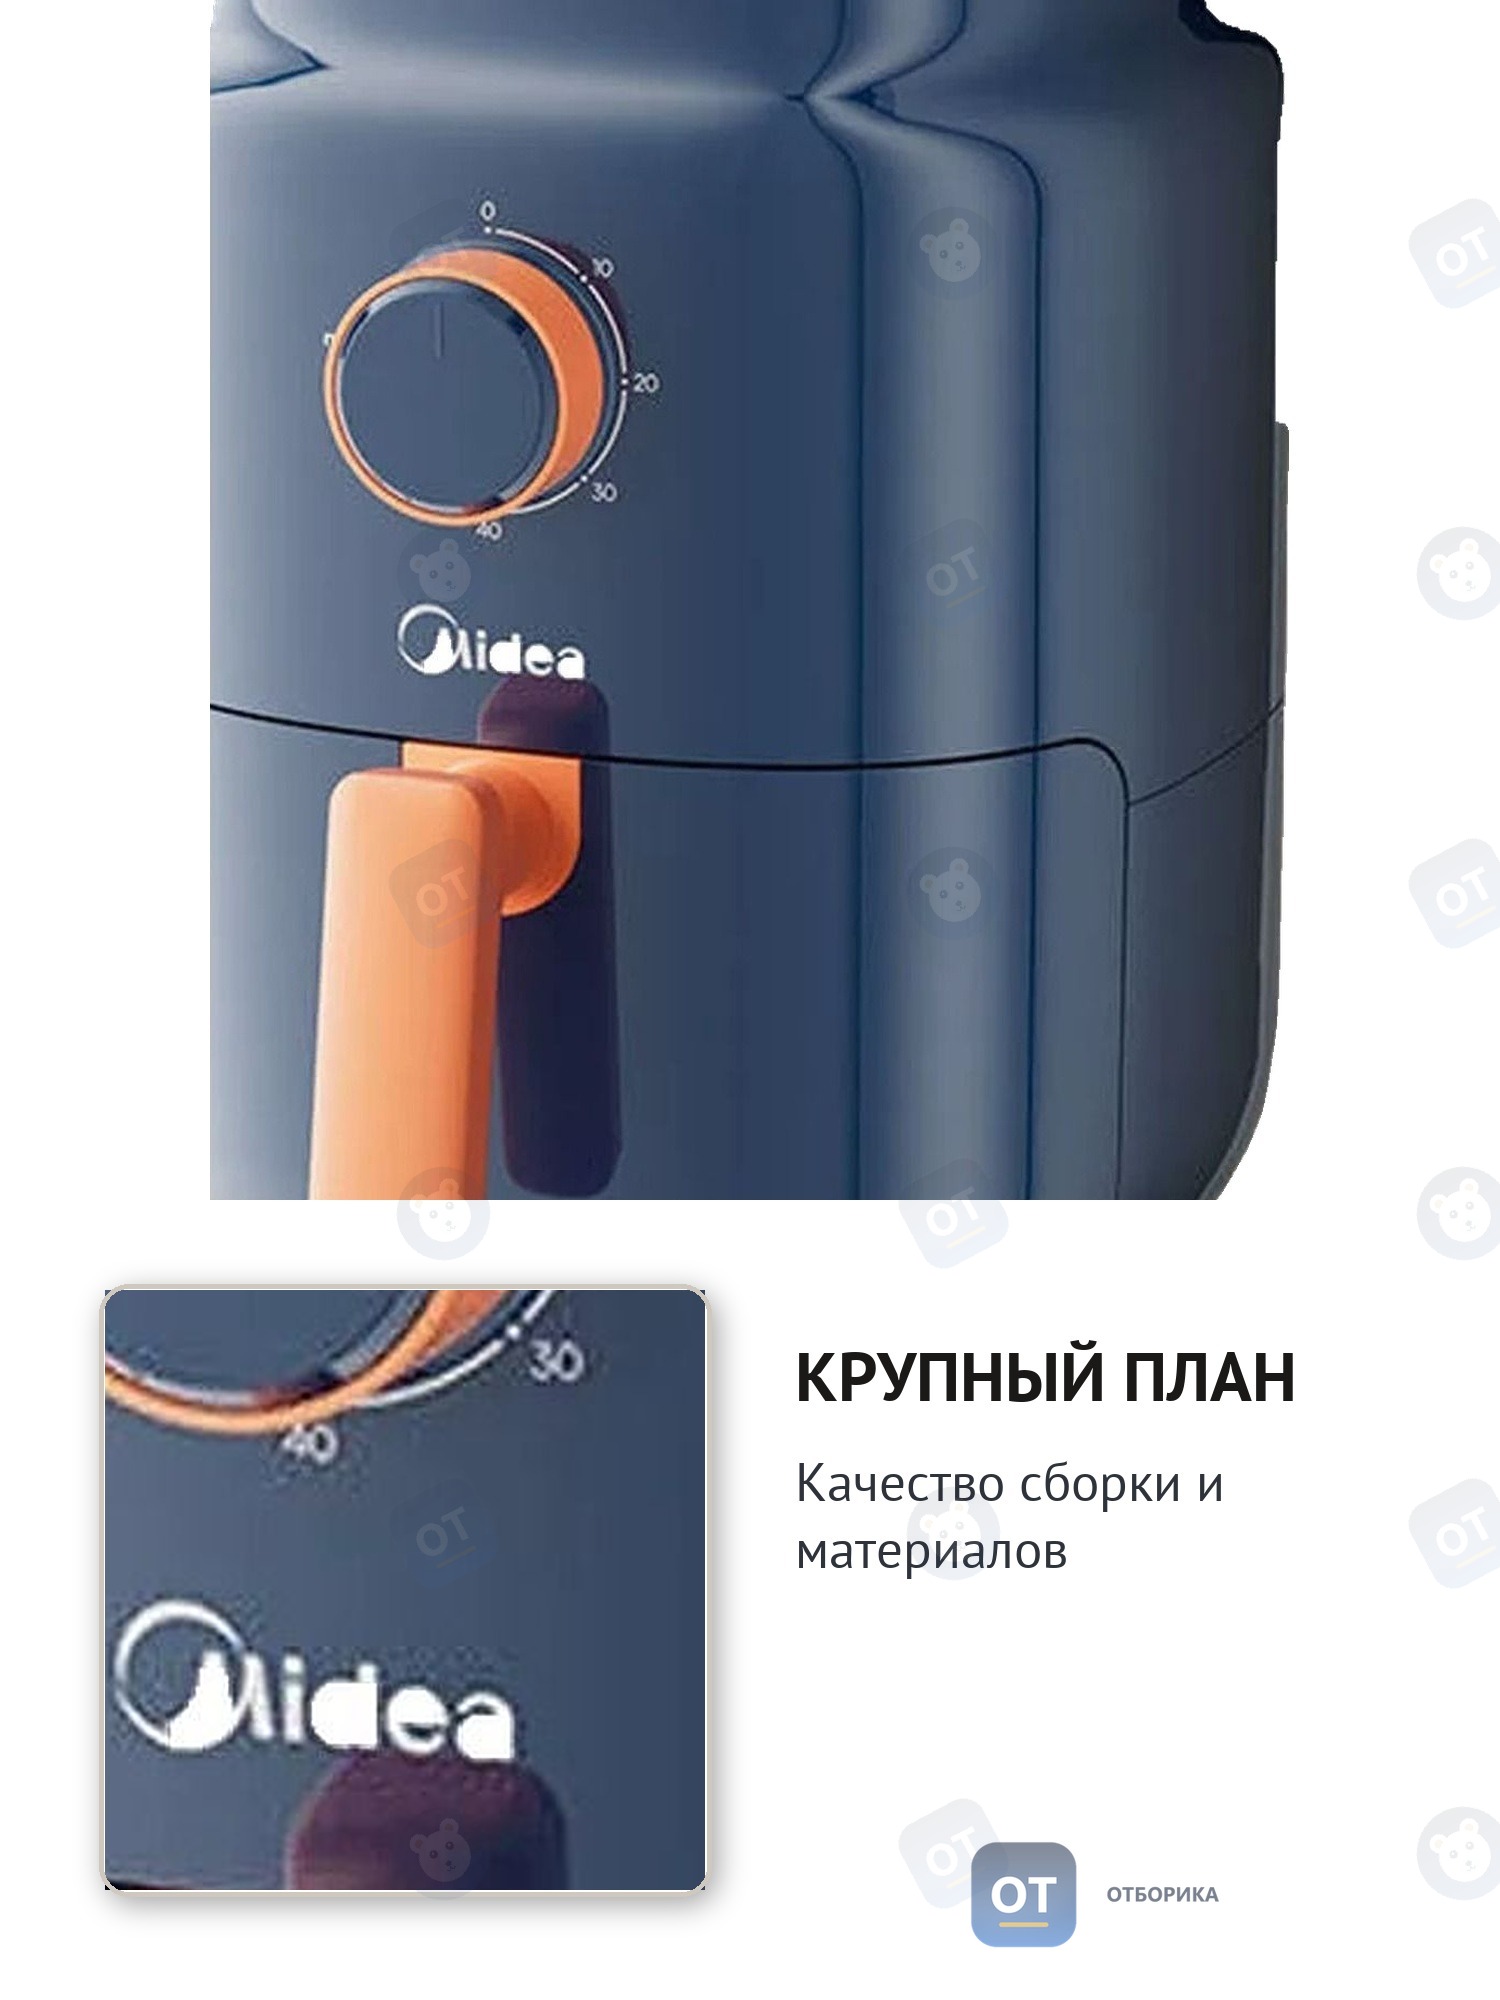 0
10
20
30
40
Midea
30
40
Midea
КРУПНЫЙ ПЛАН
Качество сборки и
материалов
ОТ
ОТБОРИКА